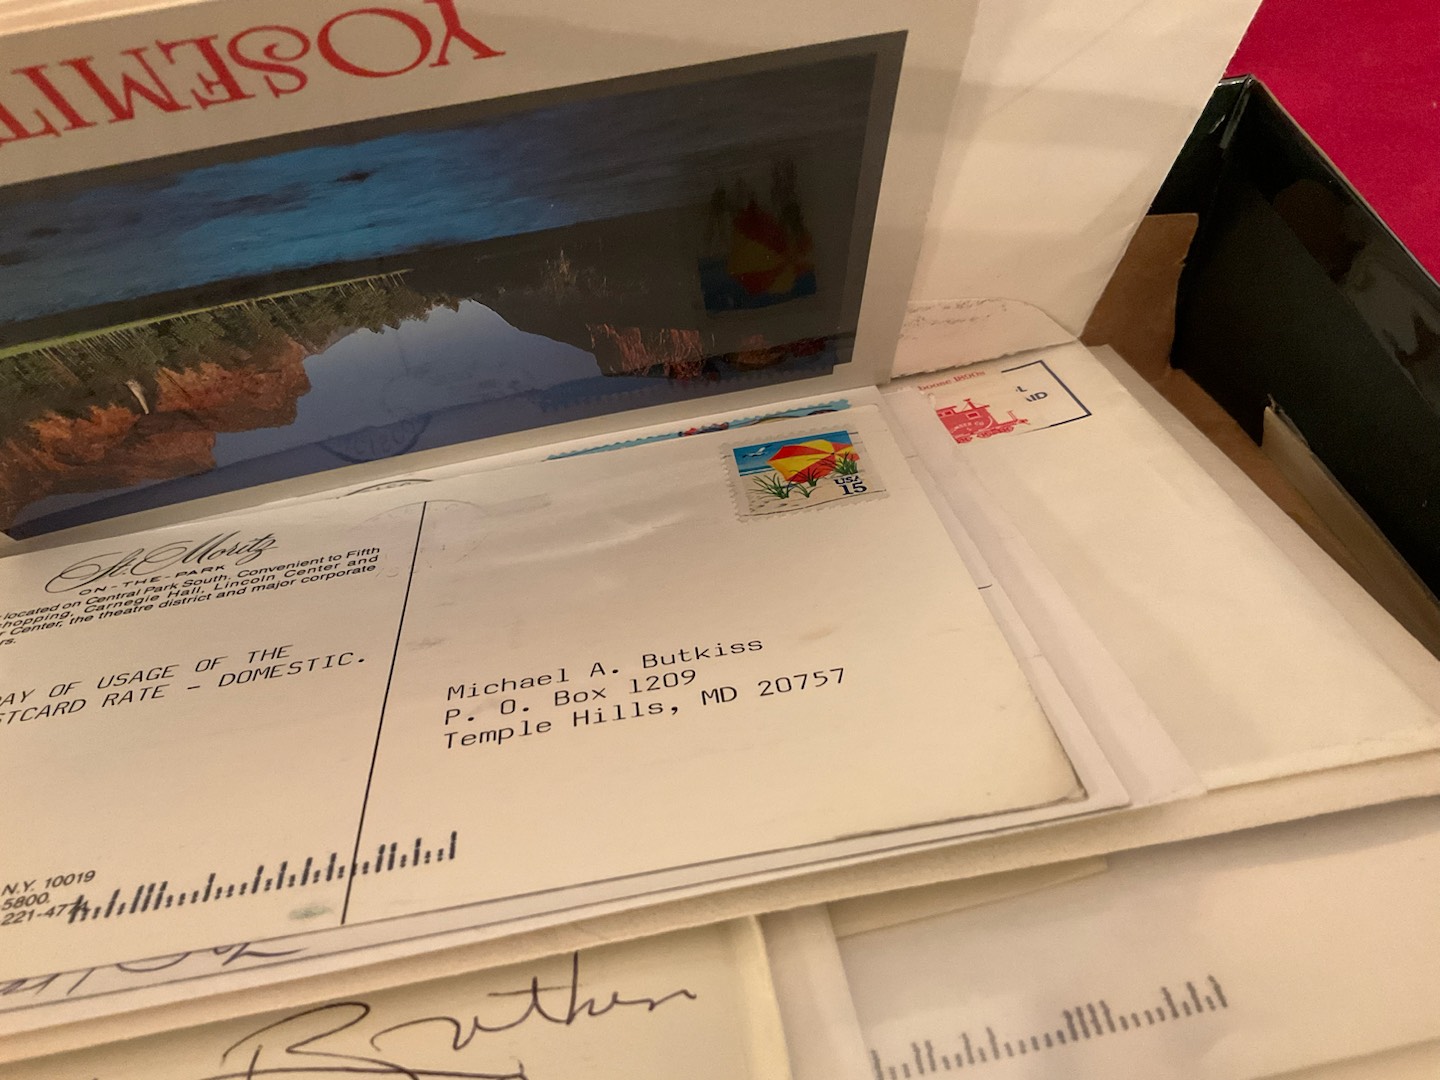 YOSEMIT
St. Moritz
ON-THE-PARK
located on Central Park South. Convenient to Fifth
shopping, Carnegie Hall, Lincoln Center and
Center, the theatre district and major corporate
AY OF USAGE OF THE
STCARD RATE - DOMESTIC.
N.Y. 10019
5800
221-477
USA
15
Michael A. Butkiss
P. O. Box 1209
Temple Hills, MD 20757